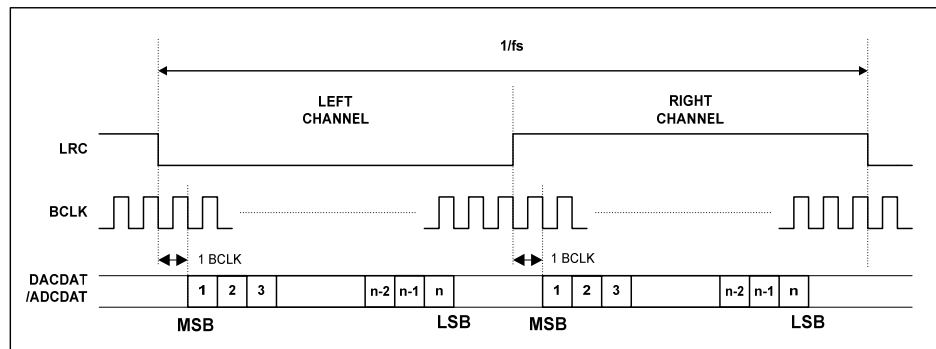 1/fs
LEFT
CHANNEL
RIGHT
CHANNEL
LRC
BCLK
1 BCLK
1 BCLK
DACDAT
/ADCDAT
1 2 3 n-2 n-1 n 1 2 3 n-2 n-1 n
MSB LSB MSB LSB